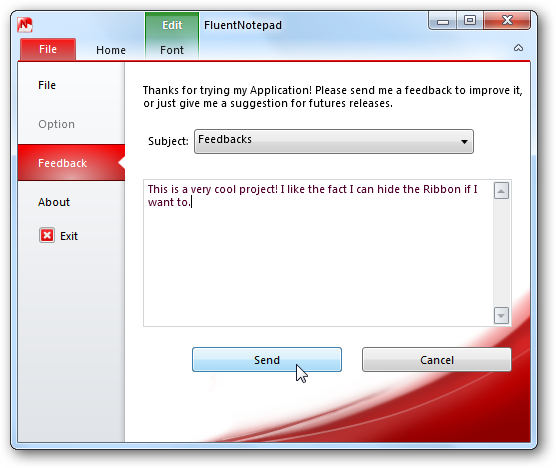 Edit FluentNotepad
File Home Font
File
Option
Feedback
About
Exit
Thanks for trying my Application! Please send me a feedback to improve it,
or just give me a suggestion for futures releases.
Subject: Feedbacks
This is a very cool project! I like the fact I can hide the Ribbon if I
want to.
Send Cancel